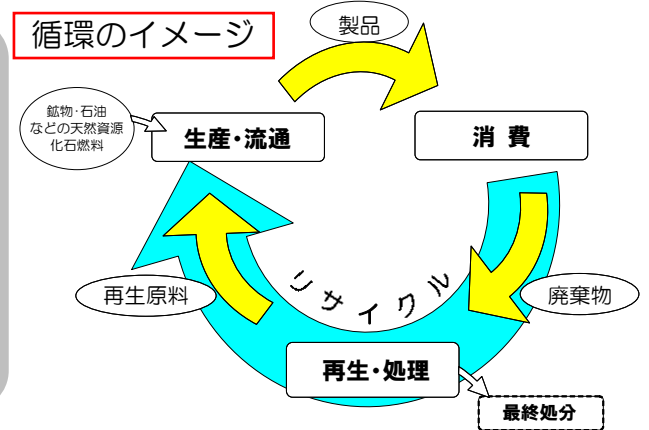 循環のイメージ
製品
鉱物・石油
などの天然資源
化石燃料
生産・流通
消 費
リサイクル
再生原料
廃棄物
再生・処理
最終処分